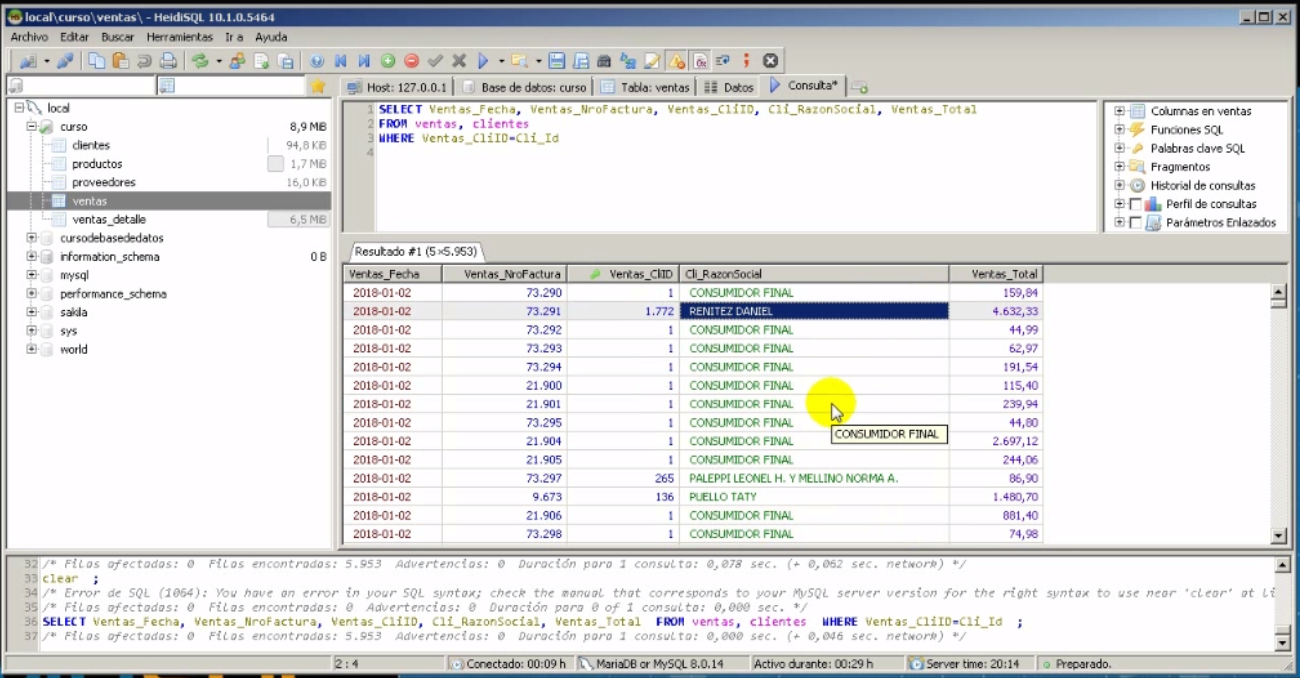 local\curso\ventas\ - HeidiSQL 10.1.0.5464
Archivo Editar Buscar Herramientas Ir a Ayuda
Host: 127.0.0.1 Base de datos: curso Tabla: ventas Datos Consulta*
local
curso 8,9 MiB
clientes 94,8 KiB
productos 1,7 MiB
proveedores 16,0 KiB
ventas
ventas_detalle 6,5 MiB
cursodebasededatos
information_schema 0 B
mysql
performance_schema
sakila
sys
world
1 SELECT Ventas_Fecha, Ventas_NroFactura, Ventas_CliID, Cli_RazonSocial, Ventas_Total
2 FROM ventas, clientes
3 WHERE Ventas_CliID=Cli_Id
4
Columnas en ventas
Funciones SQL
Palabras clave SQL
Fragmentos
Historial de consultas
Perfil de consultas
Parámetros Enlazados
Resultado #1 (5×5.953)
Ventas_Fecha Ventas_NroFactura Ventas_CliID Cli_RazonSocial Ventas_Total
2018-01-02 73.290 1 CONSUMIDOR FINAL 159,84
2018-01-02 73.291 1.772 RENITEZ DANIEL 4.632,33
2018-01-02 73.292 1 CONSUMIDOR FINAL 44,99
2018-01-02 73.293 1 CONSUMIDOR FINAL 62,97
2018-01-02 73.294 1 CONSUMIDOR FINAL 191,54
2018-01-02 21.900 1 CONSUMIDOR FINAL 115,40
2018-01-02 21.901 1 CONSUMIDOR FINAL 239,94
2018-01-02 73.295 1 CONSUMIDOR FINAL 44,80
CONSUMIDOR FINAL
2018-01-02 21.904 1 CONSUMIDOR FINAL 2.697,12
2018-01-02 21.905 1 CONSUMIDOR FINAL 244,06
2018-01-02 73.297 265 PALEPPI LEONEL H. Y MELLINO NORMA A. 86,90
2018-01-02 9.673 136 PUELLO TATY 1.480,70
2018-01-02 21.906 1 CONSUMIDOR FINAL 881,40
2018-01-02 73.298 1 CONSUMIDOR FINAL 74,98
32 /* Filas afectadas: 0 Filas encontradas: 5.953 Advertencias: 0 Duración para 1 consulta: 0,078 sec. (+ 0,062 sec. network) */
33 clear ;
34 /* Error de SQL (1064): You have an error in your SQL syntax; check the manual that corresponds to your MySQL server version for the right syntax to use near 'clear' at li
35 /* Filas afectadas: 0 Filas encontradas: 0 Advertencias: 0 Duración para 0 of 1 consulta: 0,000 sec. */
36 SELECT Ventas_Fecha, Ventas_NroFactura, Ventas_CliID, Cli_RazonSocial, Ventas_Total FROM ventas, clientes WHERE Ventas_CliID=Cli_Id ;
37 /* Filas afectadas: 0 Filas encontradas: 5.953 Advertencias: 0 Duración para 1 consulta: 0,000 sec. (+ 0,046 sec. network) */
2 : 4 Conectado: 00:09 h MariaDB or MySQL 8.0.14 Activo durante: 00:29 h Server time: 20:14 Preparado.